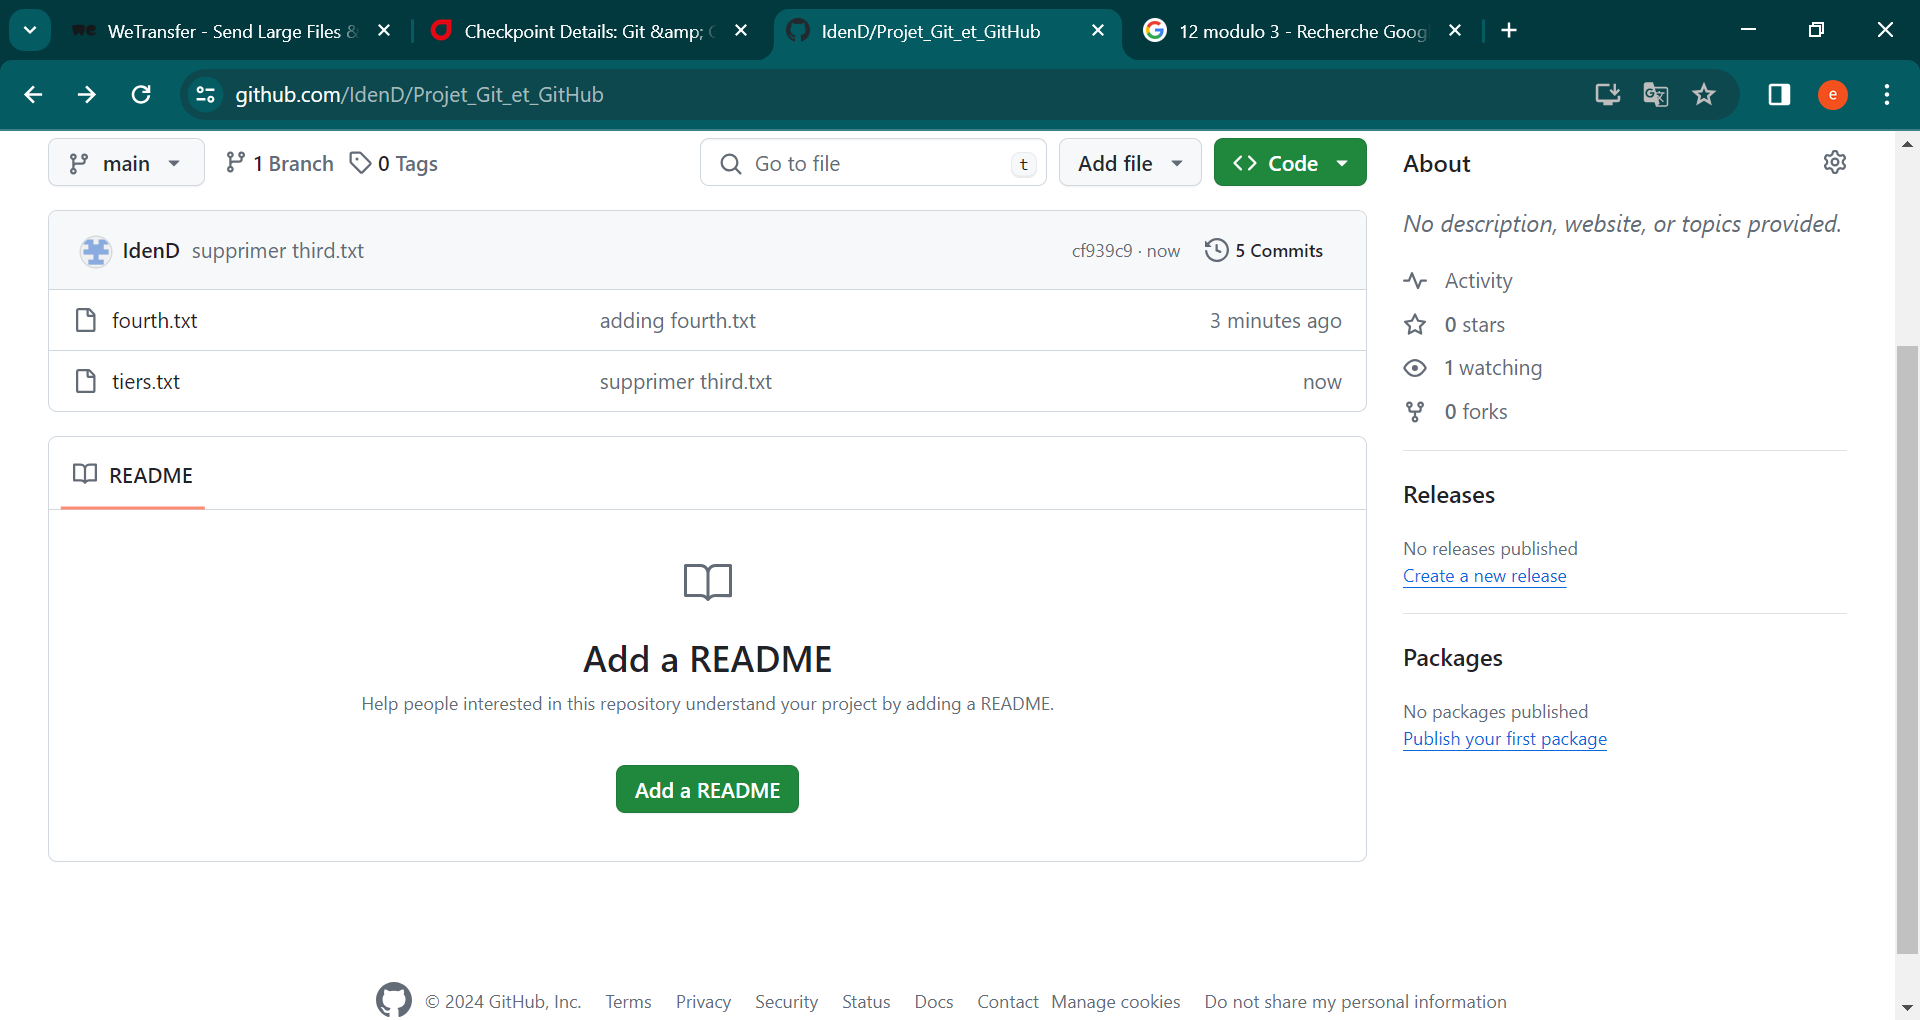 WeTransfer - Send Large Files &
Checkpoint Details: Git &amp; G
IdenD/Projet_Git_et_GitHub
12 modulo 3 - Recherche Goog
github.com/IdenD/Projet_Git_et_GitHub
e
main
1 Branch
0 Tags
Go to file
t
Add file
Code
About
No description, website, or topics provided.
IdenD supprimer third.txt
cf939c9 · now
5 Commits
fourth.txt
adding fourth.txt
3 minutes ago
tiers.txt
supprimer third.txt
now
Activity
0 stars
1 watching
0 forks
README
Add a README
Help people interested in this repository understand your project by adding a README.
Add a README
Releases
No releases published
Create a new release
Packages
No packages published
Publish your first package
© 2024 GitHub, Inc.
Terms
Privacy
Security
Status
Docs
Contact
Manage cookies
Do not share my personal information